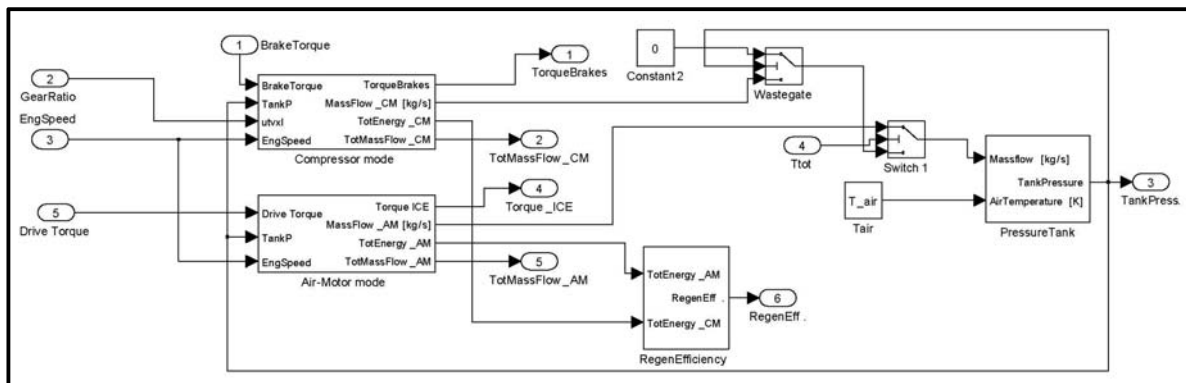 1
BrakeTorque
2
GearRatio
EngSpeed
3
5
Drive Torque
BrakeTorque
TankP
utvxl
EngSpeed
TorqueBrakes
MassFlow _CM [kg/s]
TotEnergy _CM
TotMassFlow _CM
Compressor mode
Drive Torque
TankP
EngSpeed
Torque ICE
MassFlow _AM [kg/s]
TotEnergy _AM
TotMassFlow _AM
Air-Motor mode
1
TorqueBrakes
2
TotMassFlow _CM
4
Torque _ICE
5
TotMassFlow _AM
0
Constant 2
Wastegate
4
Ttot
Switch 1
T_air
Tair
Massflow [kg/s]
TankPressure
AirTemperature [K]
PressureTank
3
TankPress.
TotEnergy _AM
RegenEff .
TotEnergy _CM
RegenEfficiency
6
RegenEff .